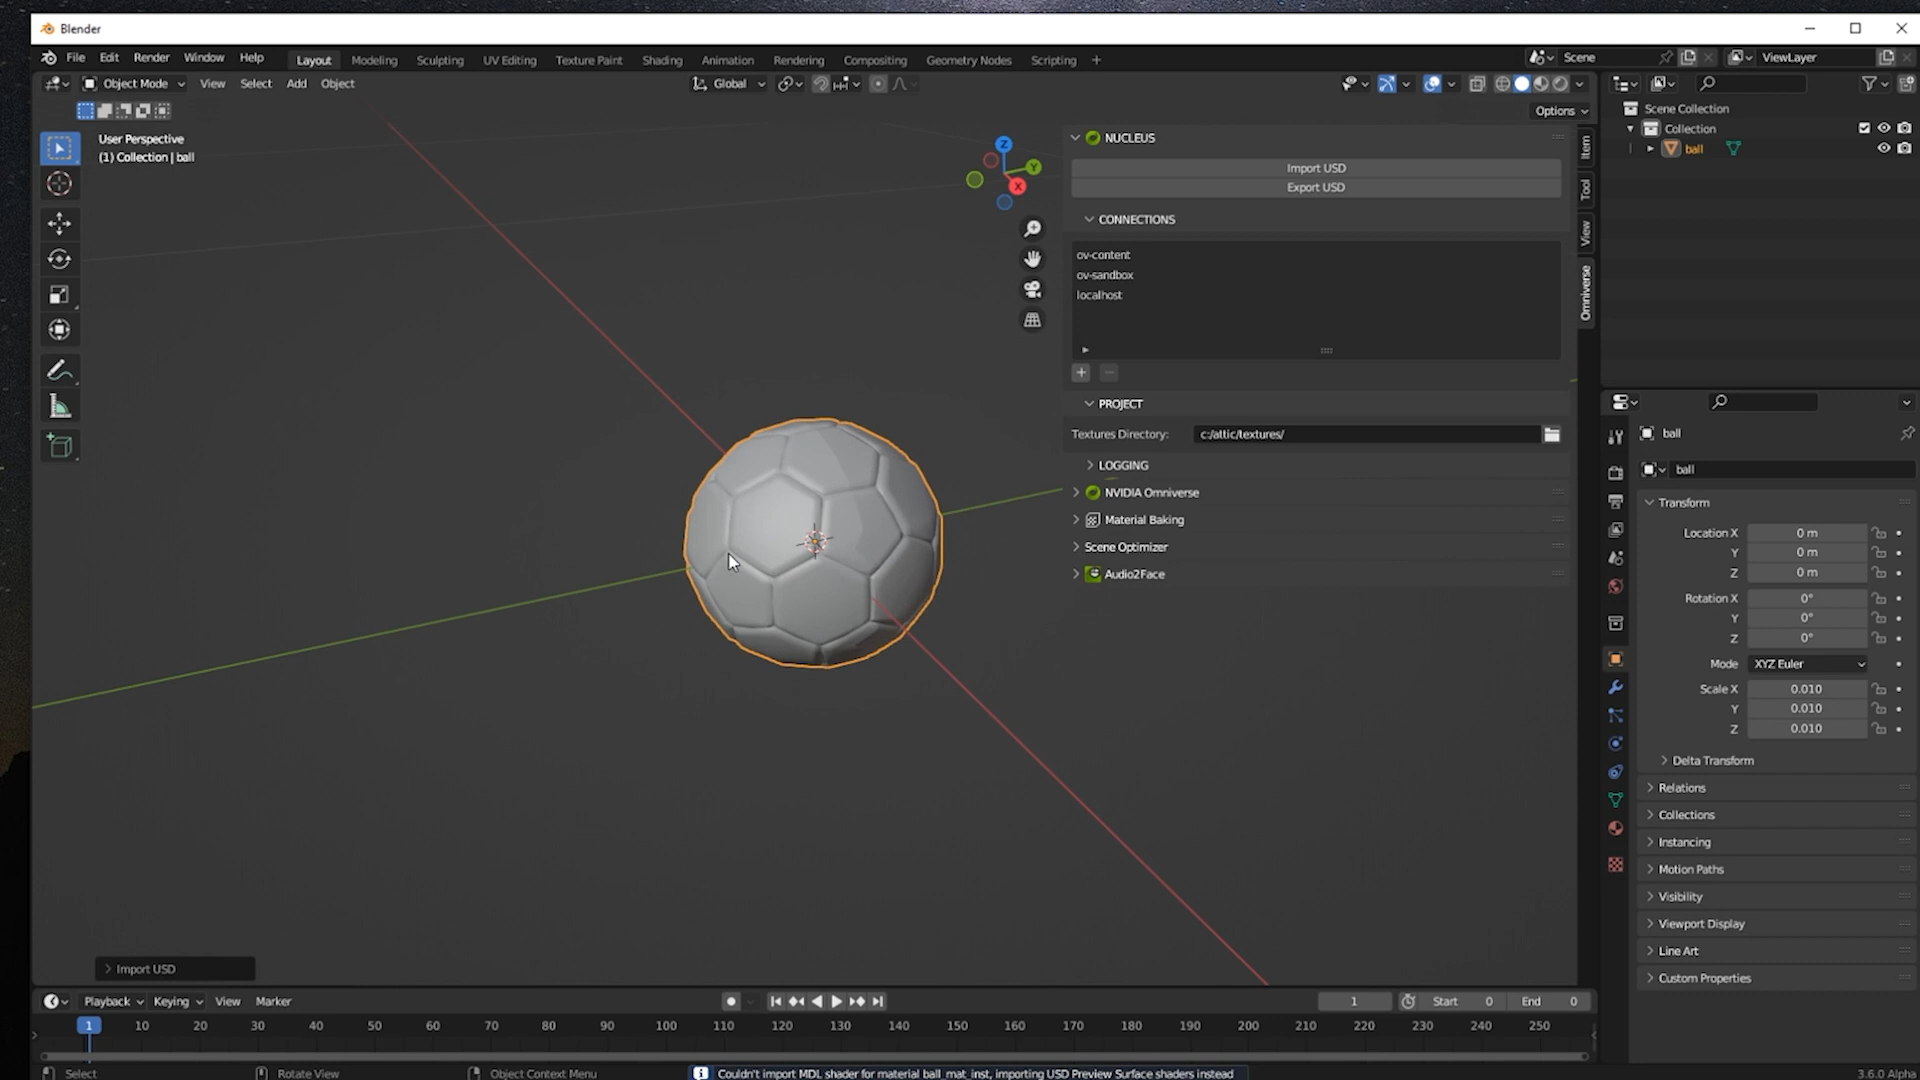 Blender
File Edit Render Window Help Layout Modeling Sculpting UV Editing Texture Paint Shading Animation Rendering Compositing Geometry Nodes Scripting + Scene ViewLayer
Object Mode View Select Add Object Global
Options
User Perspective
(1) Collection | ball
Z
Y
X
NUCLEUS
Import USD
Export USD
CONNECTIONS
ov-content
ov-sandbox
localhost
PROJECT
Textures Directory: c:/attic/textures/
LOGGING
NVIDIA Omniverse
Material Baking
Scene Optimizer
Audio2Face
Item
Tool
View
Omniverse
Scene Collection
Collection
ball
ball
ball
Transform
Location X 0 m
Y 0 m
Z 0 m
Rotation X 0°
Y 0°
Z 0°
Mode XYZ Euler
Scale X 0.010
Y 0.010
Z 0.010
Delta Transform
Relations
Collections
Instancing
Motion Paths
Visibility
Viewport Display
Line Art
Custom Properties
Import USD
Playback Keying View Marker 1 Start 0 End 0
1 10 20 30 40 50 60 70 80 90 100 110 120 130 140 150 160 170 180 190 200 210 220 230 240 250
Select Rotate View Object Context Menu Couldn't import MDL shader for material ball_mat_inst, importing USD Preview Surface shaders instead 3.6.0 Alpha